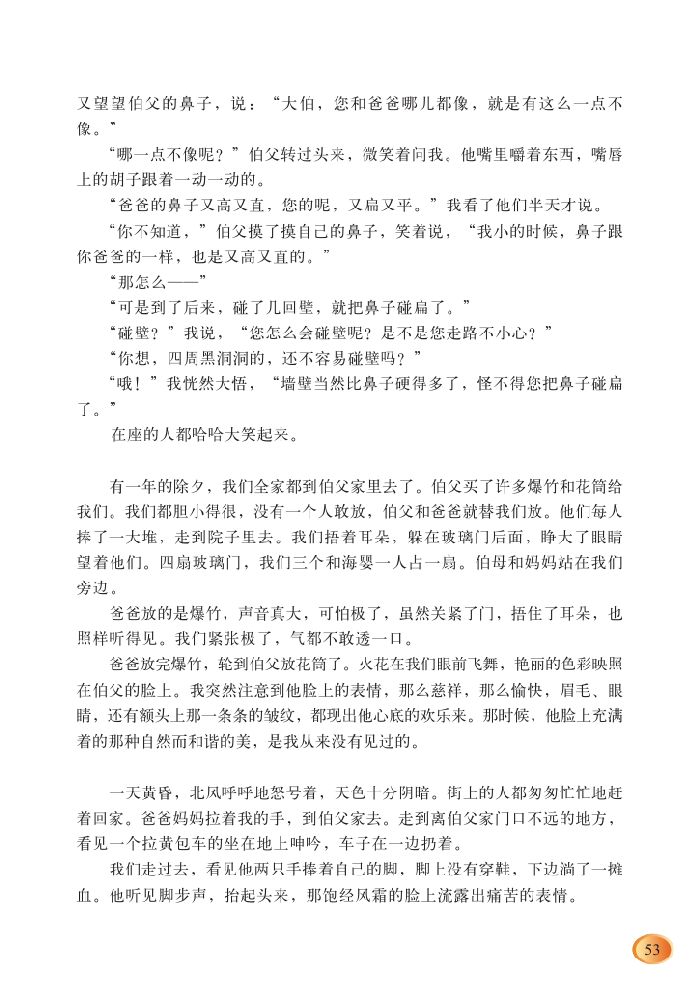 又望望伯父的鼻子，说：“大伯，您和爸爸哪儿都像，就是有这么一点不
像。”
“哪一点不像呢？”伯父转过头来，微笑着问我。他嘴里嚼着东西，嘴唇
上的胡子跟着一动一动的。
“爸爸的鼻子又高又直，您的呢，又扁又平。”我看了他们半天才说。
“你不知道，”伯父摸了摸自己的鼻子，笑着说，“我小的时候，鼻子跟
你爸爸的一样，也是又高又直的。”
“那怎么——”
“可是到了后来，碰了几回壁，就把鼻子碰扁了。”
“碰壁？”我说，“您怎么会碰壁呢？是不是您走路不小心？”
“你想，四周黑洞洞的，还不容易碰壁吗？”
“哦！”我恍然大悟，“墙壁当然比鼻子硬得多了，怪不得您把鼻子碰扁
了。”
在座的人都哈哈大笑起来。
有一年的除夕，我们全家都到伯父家里去了。伯父买了许多爆竹和花筒给
我们。我们都胆小得很，没有一个人敢放，伯父和爸爸就替我们放。他们每人
捧了一大堆，走到院子里去。我们捂着耳朵，躲在玻璃门后面，睁大了眼睛
望着他们。四扇玻璃门，我们三个和海婴一人占一扇。伯母和妈妈站在我们
旁边。
爸爸放的是爆竹，声音真大，可怕极了，虽然关紧了门，捂住了耳朵，也
照样听得见。我们紧张极了，气都不敢透一口。
爸爸放完爆竹，轮到伯父放花筒了。火花在我们眼前飞舞，艳丽的色彩映照
在伯父的脸上。我突然注意到他脸上的表情，那么慈祥，那么愉快，眉毛、眼
睛，还有额头上那一条条的皱纹，都现出他心底的欢乐来。那时候，他脸上充满
着的那种自然而和谐的美，是我从来没有见过的。
一天黄昏，北风呼呼地怒号着，天色十分阴暗。街上的人都匆匆忙忙地赶
着回家。爸爸妈妈拉着我的手，到伯父家去。走到离伯父家门口不远的地方，
看见一个拉黄包车的坐在地上呻吟，车子在一边扔着。
我们走过去，看见他两只手捧着自己的脚，脚上没有穿鞋，下边淌了一摊
血。他听见脚步声，抬起头来，那饱经风霜的脸上流露出痛苦的表情。
53